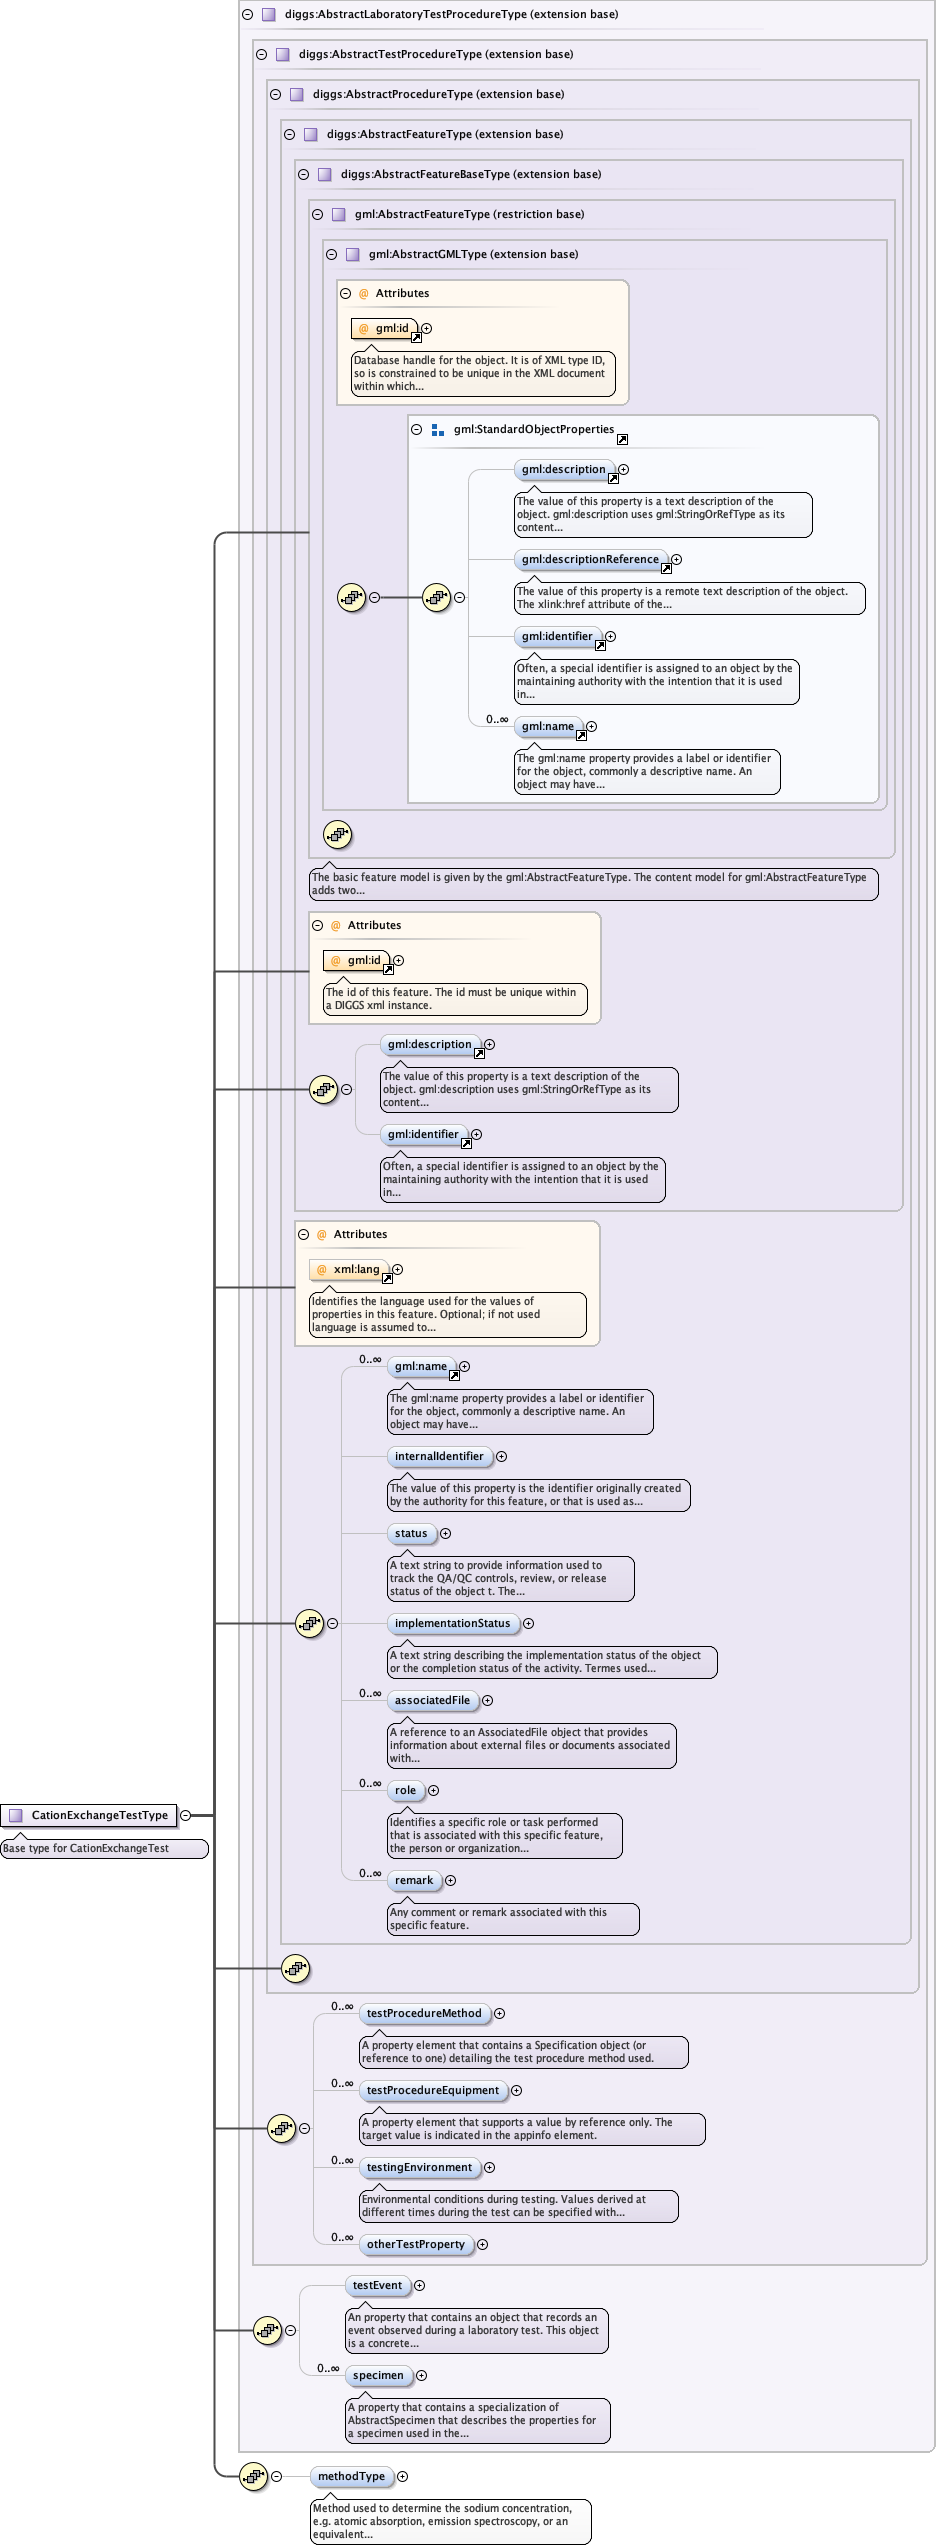 diggs:AbstractLaboratoryTestProcedureType (extension base)
diggs:AbstractTestProcedureType (extension base)
diggs:AbstractProcedureType (extension base)
diggs:AbstractFeatureType (extension base)
diggs:AbstractFeatureBaseType (extension base)
gml:AbstractFeatureType (restriction base)
gml:AbstractGMLType (extension base)
@ Attributes
@ gml:id
Database handle for the object. It is of XML type ID,
so is constrained to be unique in the XML document
within which...
gml:StandardObjectProperties
gml:description
The value of this property is a text description of the
object. gml:description uses gml:StringOrRefType as its
content...
gml:descriptionReference
The value of this property is a remote text description of the object.
The xlink:href attribute of the...
gml:identifier
Often, a special identifier is assigned to an object by the
maintaining authority with the intention that it is used
in...
0..∞
gml:name
The gml:name property provides a label or identifier
for the object, commonly a descriptive name. An
object may have...
The basic feature model is given by the gml:AbstractFeatureType. The content model for gml:AbstractFeatureType
adds two...
@ Attributes
@ gml:id
The id of this feature. The id must be unique within
a DIGGS xml instance.
gml:description
The value of this property is a text description of the
object. gml:description uses gml:StringOrRefType as its
content...
gml:identifier
Often, a special identifier is assigned to an object by the
maintaining authority with the intention that it is used
in...
@ Attributes
@ xml:lang
Identifies the language used for the values of
properties in this feature. Optional; if not used
language is assumed to...
0..∞
gml:name
The gml:name property provides a label or identifier
for the object, commonly a descriptive name. An
object may have...
internalIdentifier
The value of this property is the identifier originally created
by the authority for this feature, or that is used as...
status
A text string to provide information used to
track the QA/QC controls, review, or release
status of the object t. The...
implementationStatus
A text string describing the implementation status of the object
or the completion status of the activity. Termes used...
0..∞
associatedFile
A reference to an AssociatedFile object that provides
information about external files or documents associated
with...
0..∞
role
Identifies a specific role or task performed
that is associated with this specific feature,
the person or organization...
CationExchangeTestType
Base type for CationExchangeTest
0..∞
remark
Any comment or remark associated with this
specific feature.
0..∞
testProcedureMethod
A property element that contains a Specification object (or
reference to one) detailing the test procedure method used.
0..∞
testProcedureEquipment
A property element that supports a value by reference only. The
target value is indicated in the appinfo element.
0..∞
testingEnvironment
Environmental conditions during testing. Values derived at
different times during the test can be specified with...
0..∞
otherTestProperty
testEvent
An property that contains an object that records an
event observed during a laboratory test. This object
is a concrete...
0..∞
specimen
A property that contains a specialization of
AbstractSpecimen that describes the properties for
a specimen used in the...
methodType
Method used to determine the sodium concentration,
e.g. atomic absorption, emission spectroscopy, or an
equivalent...